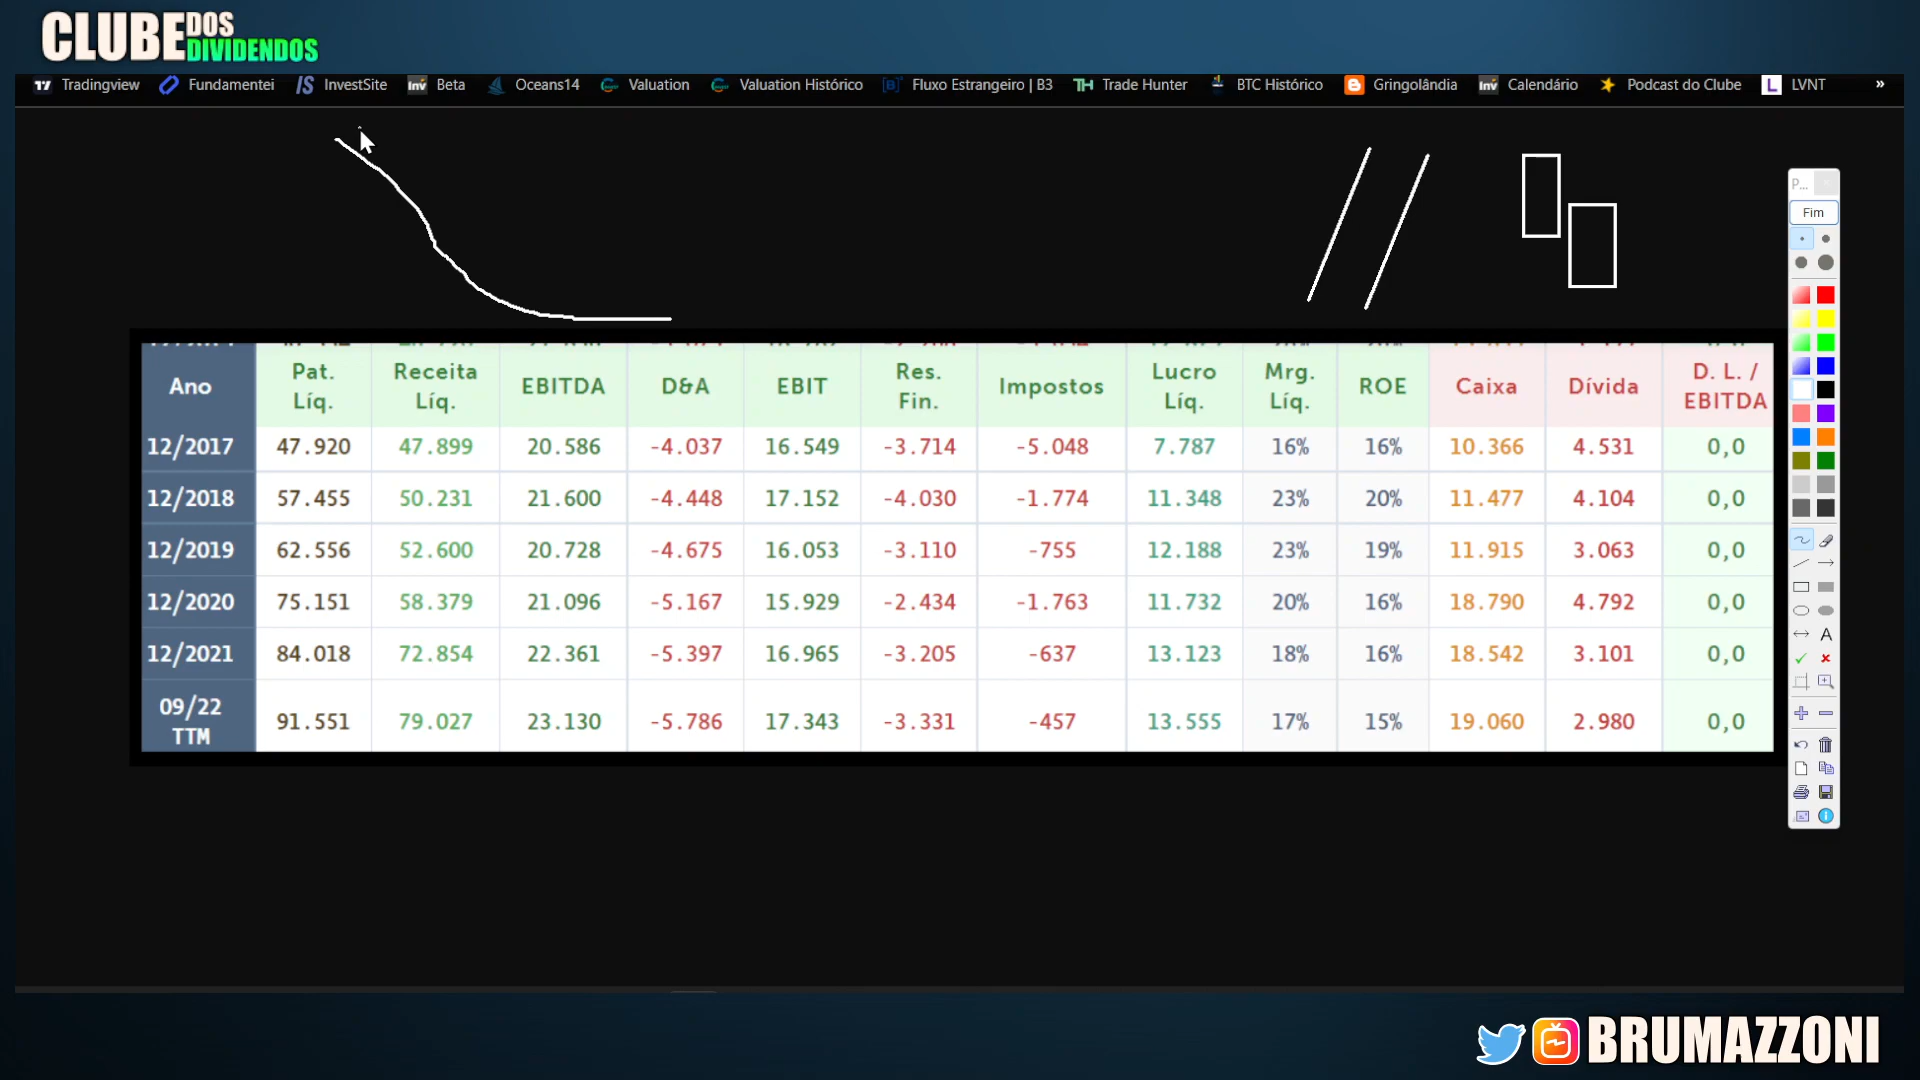 CLUBE DOS DIVIDENDOS
Tradingview Fundamentei InvestSite Beta Oceans14 Valuation Valuation Histórico Fluxo Estrangeiro | B3 Trade Hunter BTC Histórico Gringolândia Calendário Podcast do Clube LVNT »
P...
Fim
Ano Pat. Líq. Receita Líq. EBITDA D&A EBIT Res. Fin. Impostos Lucro Líq. Mrg. Líq. ROE Caixa Dívida D. L. / EBITDA
12/2017 47.920 47.899 20.586 -4.037 16.549 -3.714 -5.048 7.787 16% 16% 10.366 4.531 0,0
12/2018 57.455 50.231 21.600 -4.448 17.152 -4.030 -1.774 11.348 23% 20% 11.477 4.104 0,0
12/2019 62.556 52.600 20.728 -4.675 16.053 -3.110 -755 12.188 23% 19% 11.915 3.063 0,0
12/2020 75.151 58.379 21.096 -5.167 15.929 -2.434 -1.763 11.732 20% 16% 18.790 4.792 0,0
12/2021 84.018 72.854 22.361 -5.397 16.965 -3.205 -637 13.123 18% 16% 18.542 3.101 0,0
09/22 TTM 91.551 79.027 23.130 -5.786 17.343 -3.331 -457 13.555 17% 15% 19.060 2.980 0,0
BRUMAZZONI